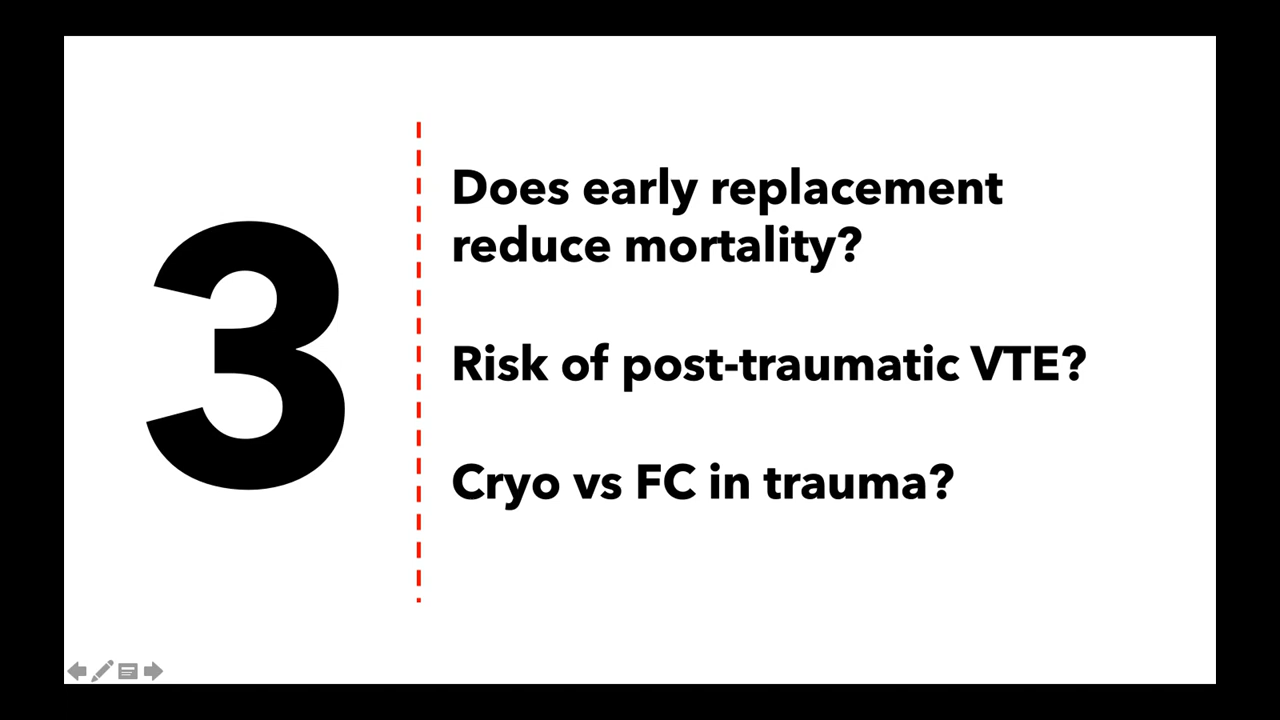 3
Does early replacement
reduce mortality?
Risk of post-traumatic VTE?
Cryo vs FC in trauma?